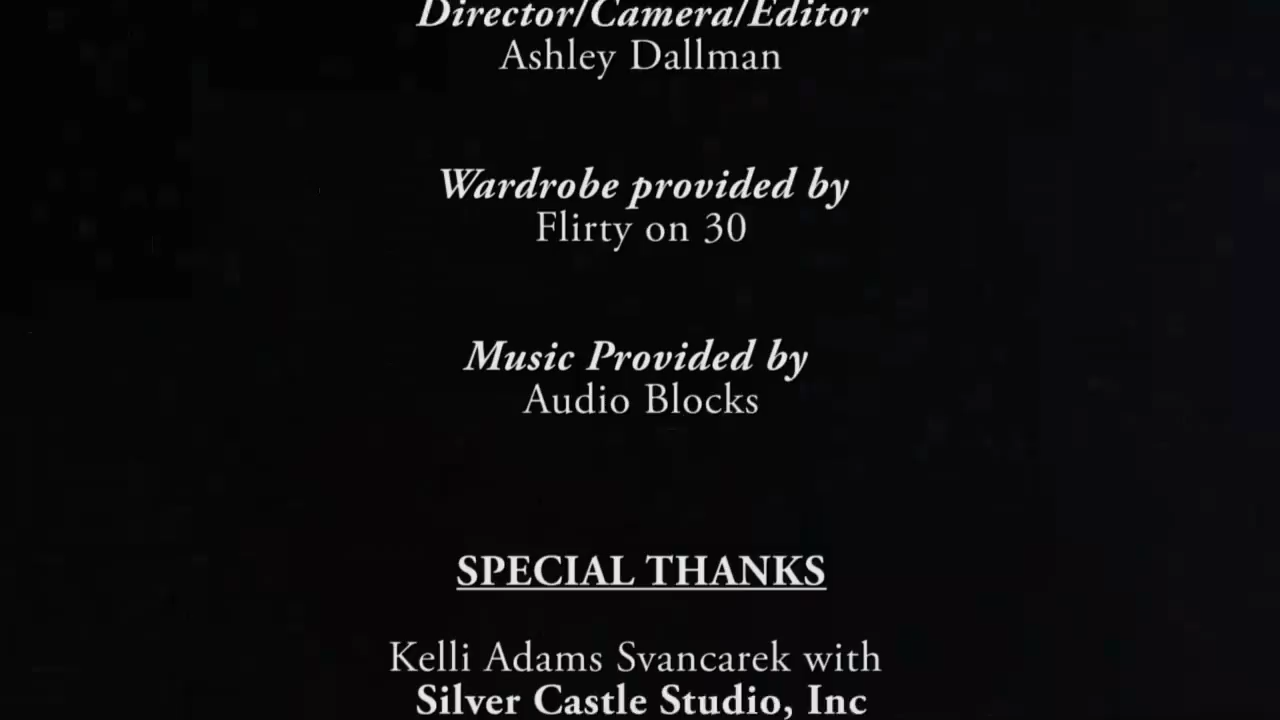 Director/Camera/Editor
Ashley Dallman
Wardrobe provided by
Flirty on 30
Music Provided by
Audio Blocks
SPECIAL THANKS
Kelli Adams Svancarek with
Silver Castle Studio, Inc